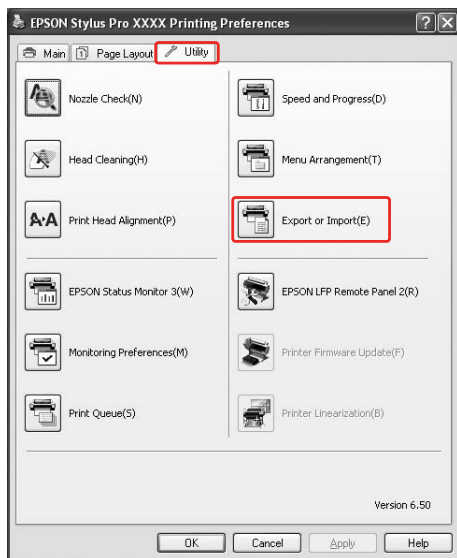 EPSON Stylus Pro XXXX Printing Preferences
Main
Page Layout
Utility
Nozzle Check(N)
Speed and Progress(D)
Head Cleaning(H)
Menu Arrangement(T)
Print Head Alignment(P)
Export or Import(E)
EPSON Status Monitor 3(W)
EPSON LFP Remote Panel 2(R)
Monitoring Preferences(M)
Printer Firmware Update(F)
Print Queue(S)
Printer Linearization(B)
Version 6.50
OK
Cancel
Apply
Help